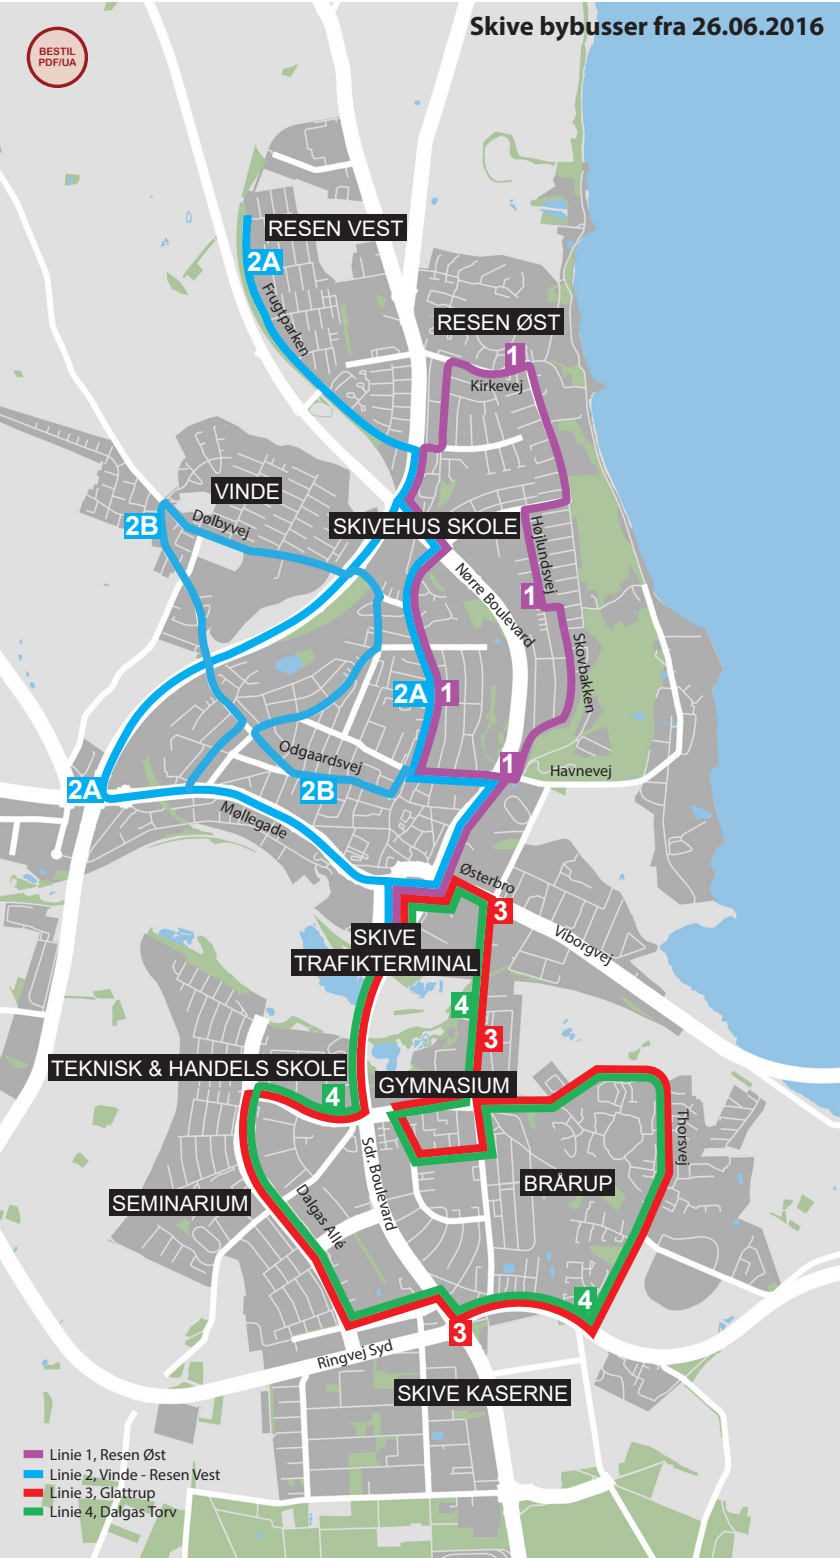 Skive bybusser fra 26.06.2016
BESTIL
PDF/UA
RESEN VEST
2A
Frugtparken
RESEN ØST
1
Kirkevej
VINDE
2B
Dølbyvej
SKIVEHUS SKOLE
Højlundsvej
Nørre Boulevard
1
Skovbakken
2A
1
Odgaardsvej
1
Havnevej
2A
2B
Møllegade
Østerbro
3
SKIVE
TRAFIKTERMINAL
Viborgvej
4
3
TEKNISK & HANDELS SKOLE
GYMNASIUM
4
Thorsvej
Sdr. Boulevard
BRÅRUP
SEMINARIUM
Dalgas Allé
4
3
Ringvej Syd
SKIVE KASERNE
Linie 1, Resen Øst
Linie 2, Vinde - Resen Vest
Linie 3, Glattrup
Linie 4, Dalgas Torv